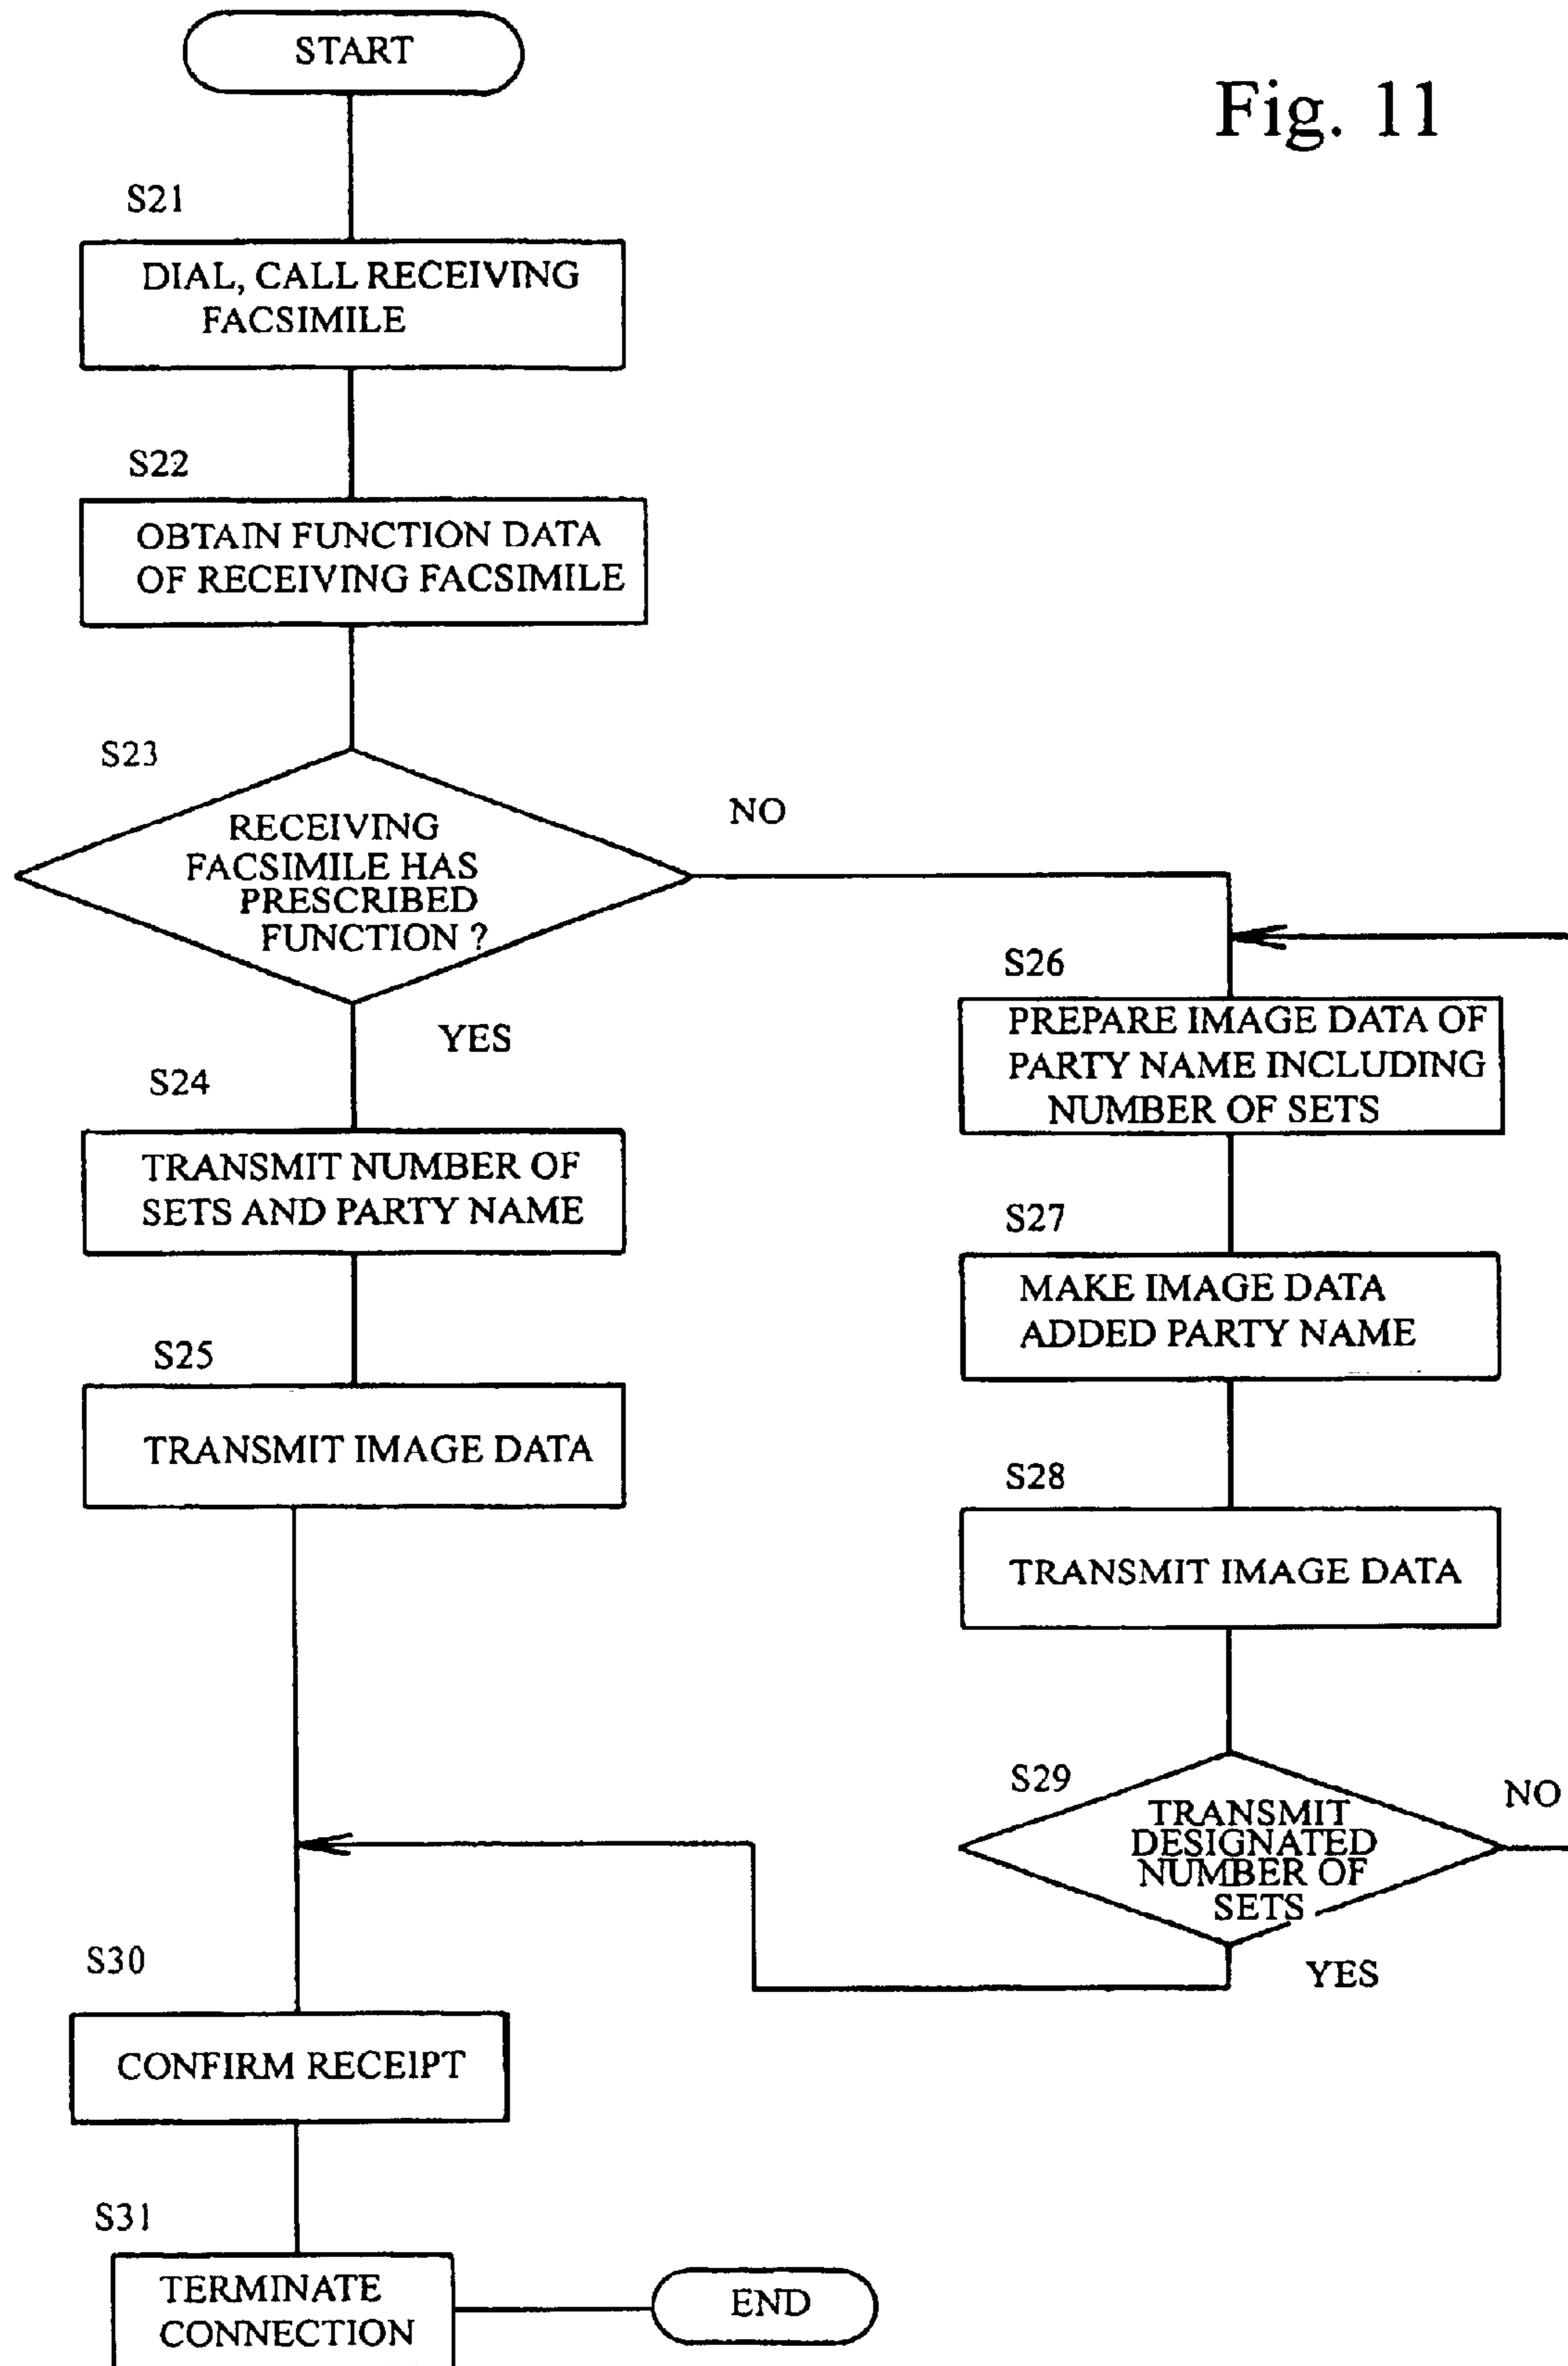 START
Fig. 11
S21
DIAL, CALL RECEIVING
FACSIMILE
S22
OBTAIN FUNCTION DATA
OF RECEIVING FACSIMILE
S23
RECEIVING
FACSIMILE HAS
PRESCRIBED
FUNCTION ?
NO
YES
S24
TRANSMIT NUMBER OF
SETS AND PARTY NAME
S25
TRANSMIT IMAGE DATA
S26
PREPARE IMAGE DATA OF
PARTY NAME INCLUDING
NUMBER OF SETS
S27
MAKE IMAGE DATA
ADDED PARTY NAME
S28
TRANSMIT IMAGE DATA
S29
TRANSMIT
DESIGNATED
NUMBER OF
SETS
NO
YES
S30
CONFIRM RECEIPT
S31
TERMINATE
CONNECTION
END